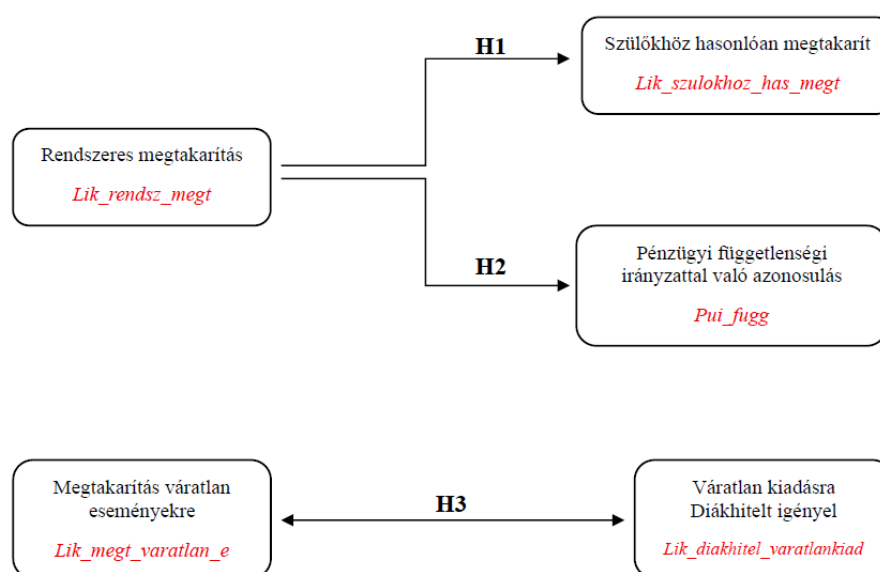 H1
Szülőkhöz hasonlóan megtakarít
Lik_szulokhoz_has_megt
Rendszeres megtakarítás
Lik_rendsz_megt
H2
Pénzügyi függetlenségi
irányzattal való azonosulás
Pui_fugg
Megtakarítás váratlan
eseményekre
Lik_megt_varatlan_e
H3
Váratlan kiadásra
Diákhitelt igényel
Lik_diakhitel_varatlankiad